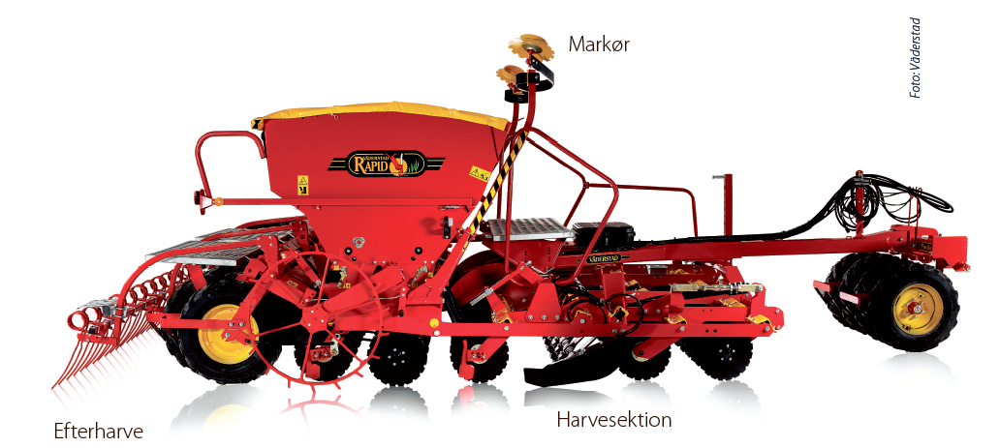 Markør
Foto: Väderstad
VÄDERSTAD
RAPID
VÄDERSTAD
Efterharve
Harvesektion